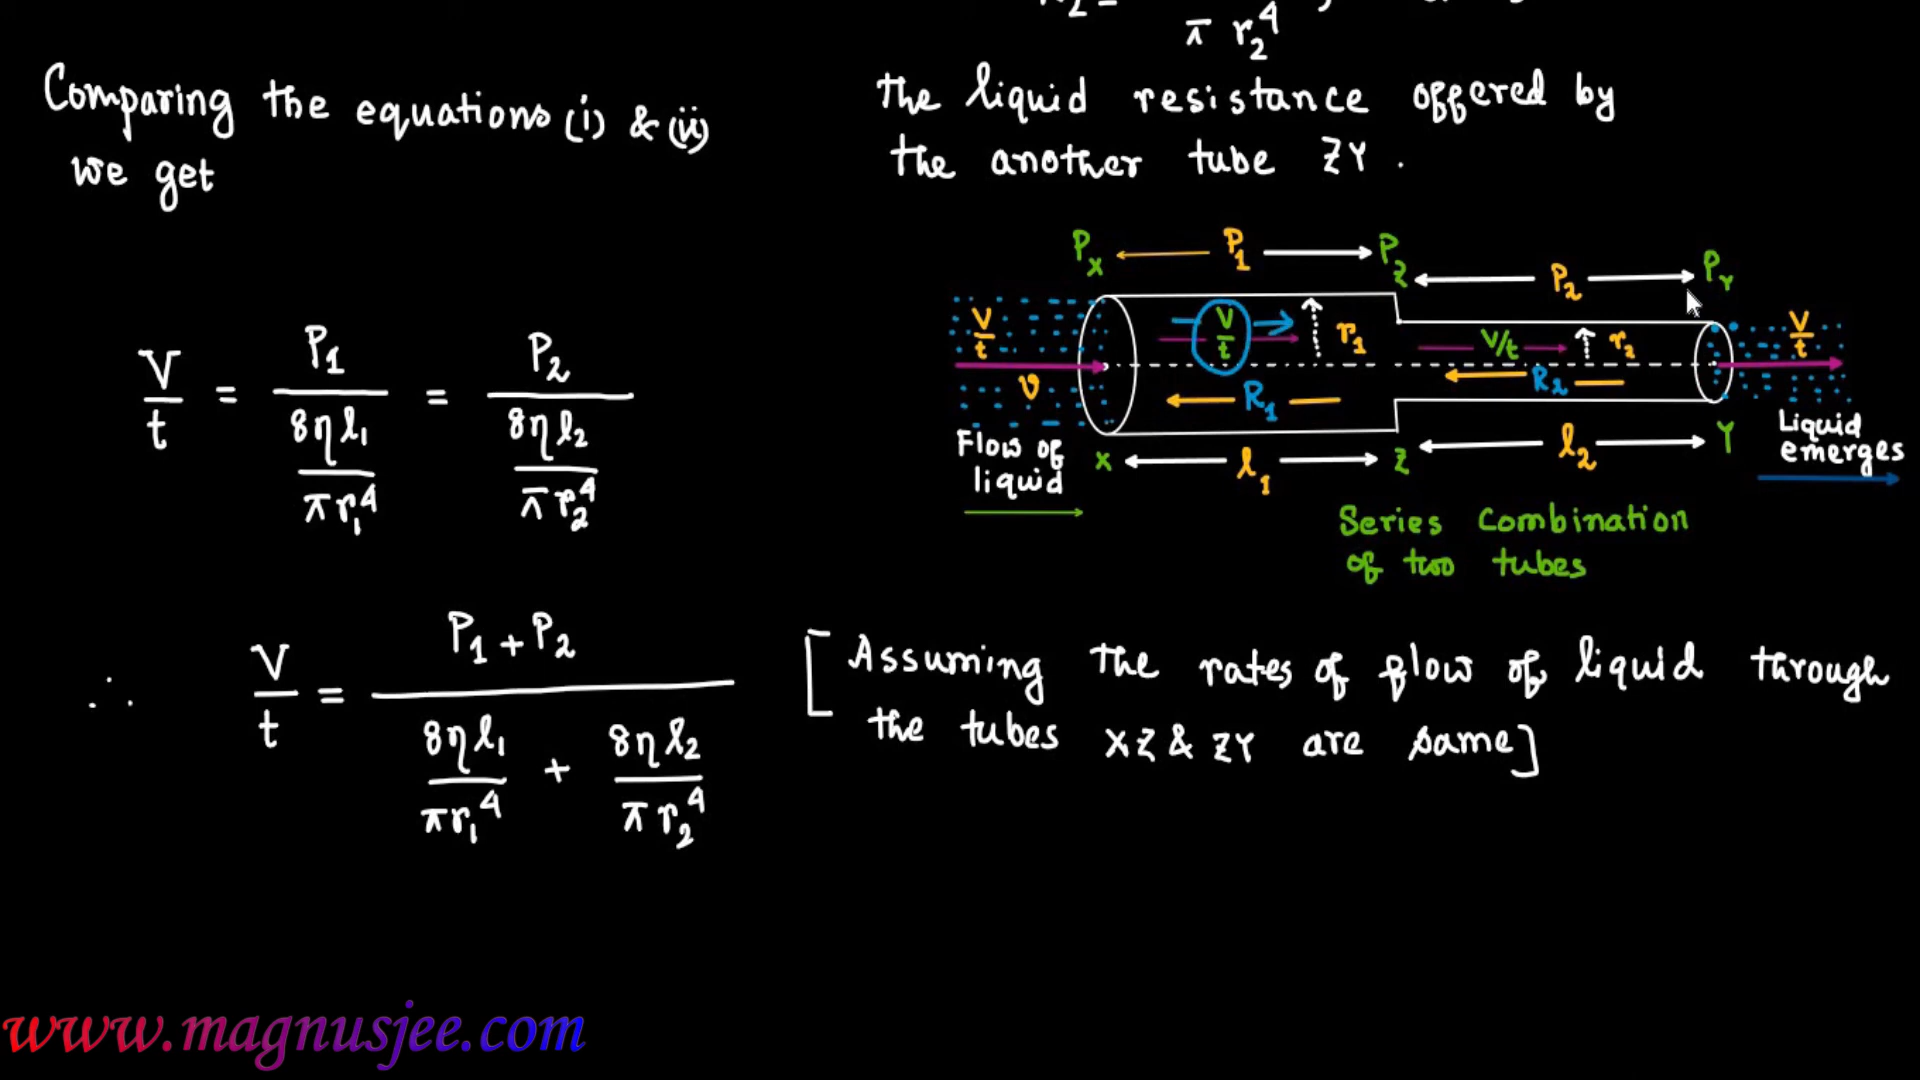 π r₂⁴
Comparing the equations (i) & (ii)
we get
the liquid resistance offered by
the another tube ZY .
V/t = P₁/(8ηl₁/πr₁⁴) = P₂/(8ηl₂/πr₂⁴)
Pₓ P₁ P_Z P₂ P_Y
V/t V/t r₁ V/t r₂ V/t
v R₁ R₂
Flow of
liquid
X l₁ Z l₂ Y
Liquid
emerges
Series Combination
of two tubes
∴ V/t = (P₁ + P₂)/(8ηl₁/πr₁⁴ + 8ηl₂/πr₂⁴)
[Assuming the rates of flow of liquid through
the tubes XZ & ZY are same]
www.magnusjee.com